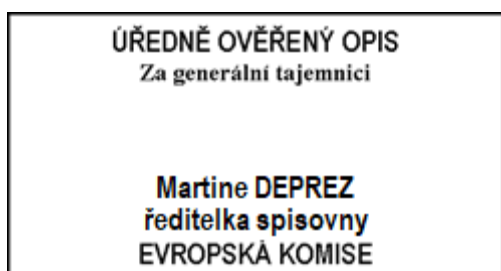 ÚŘEDNĚ OVĚŘENÝ OPIS
Za generální tajemnici
Martine DEPREZ
ředitelka spisovny
EVROPSKÁ KOMISE